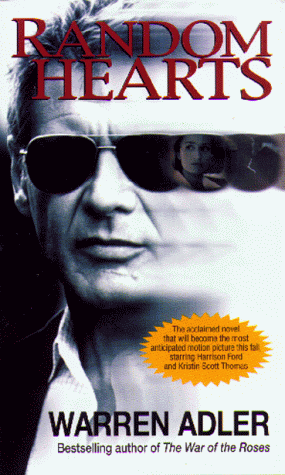 RANDOM
HEARTS
The acclaimed novel
that will become the most
anticipated motion picture this fall
starring Harrison Ford
and Kristin Scott Thomas
WARREN ADLER
Bestselling author of The War of the Roses